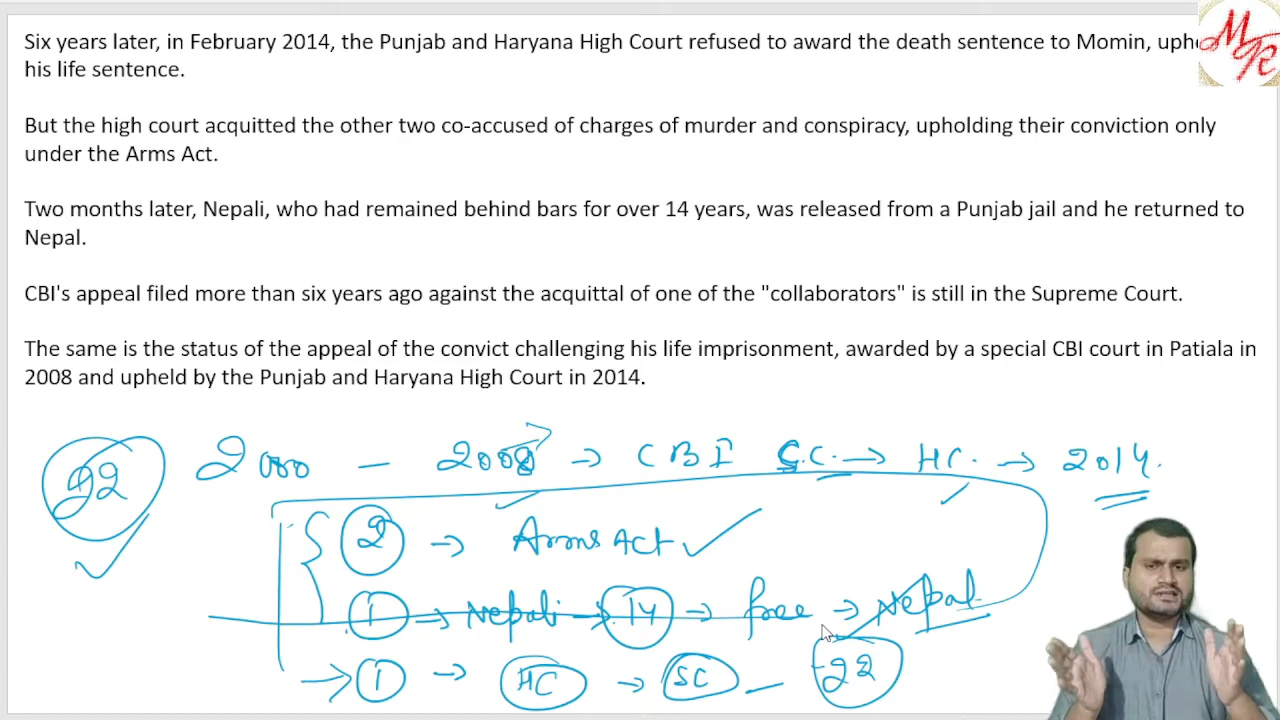 Six years later, in February 2014, the Punjab and Haryana High Court refused to award the death sentence to Momin,
his life sentence.
But the high court acquitted the other two co-accused of charges of murder and conspiracy, upholding their conviction only
under the Arms Act.
Two months later, Nepali, who had remained behind bars for over 14 years, was released from a Punjab jail and he returned to
Nepal.
CBI's appeal filed more than six years ago against the acquittal of one of the "collaborators" is still in the Supreme Court.
The same is the status of the appeal of the convict challenging his life imprisonment, awarded by a special CBI court in Patiala in
2008 and upheld by the Punjab and Haryana High Court in 2014.
2000 - 2008 → CBI S.C. → HC. → 2014.
2 → Arms Act
1 → Nepali → 14 → free → Nepal
→ 1 → HC → SC - 22